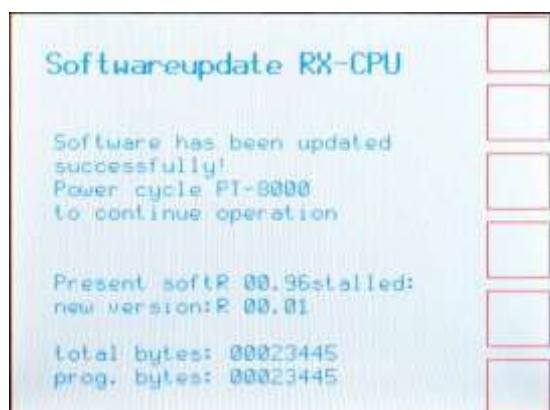 Softwareupdate RX-CPU
Software has been updated
successfully!
Power cycle PT-8000
to continue operation
Present softR 00.96stalled:
new version:R 00.01
total bytes: 00023445
prog. bytes: 00023445